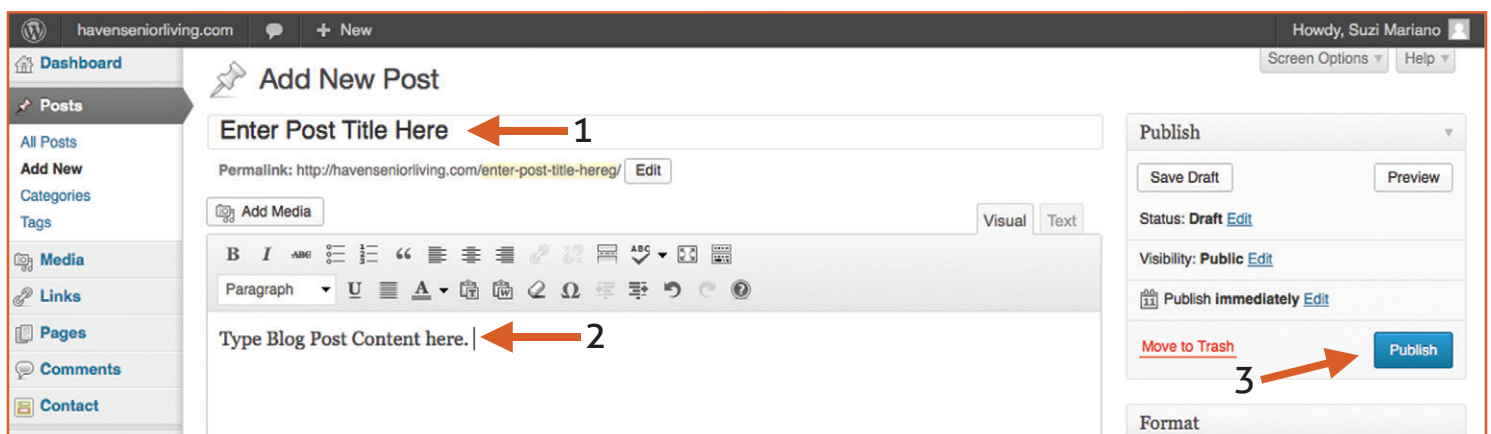 havenseniorliving.com + New Howdy, Suzi Mariano
Screen Options Help
Dashboard
Posts
All Posts
Add New
Categories
Tags
Media
Links
Pages
Comments
Contact
Add New Post
Enter Post Title Here 1
Permalink: http://havenseniorliving.com/enter-post-title-hereg/ Edit
Add Media
Visual Text
B I ABC ABC
Paragraph U A T W Ω
Type Blog Post Content here. 2
Publish
Save Draft Preview
Status: Draft Edit
Visibility: Public Edit
11 Publish immediately Edit
Move to Trash Publish
3
Format